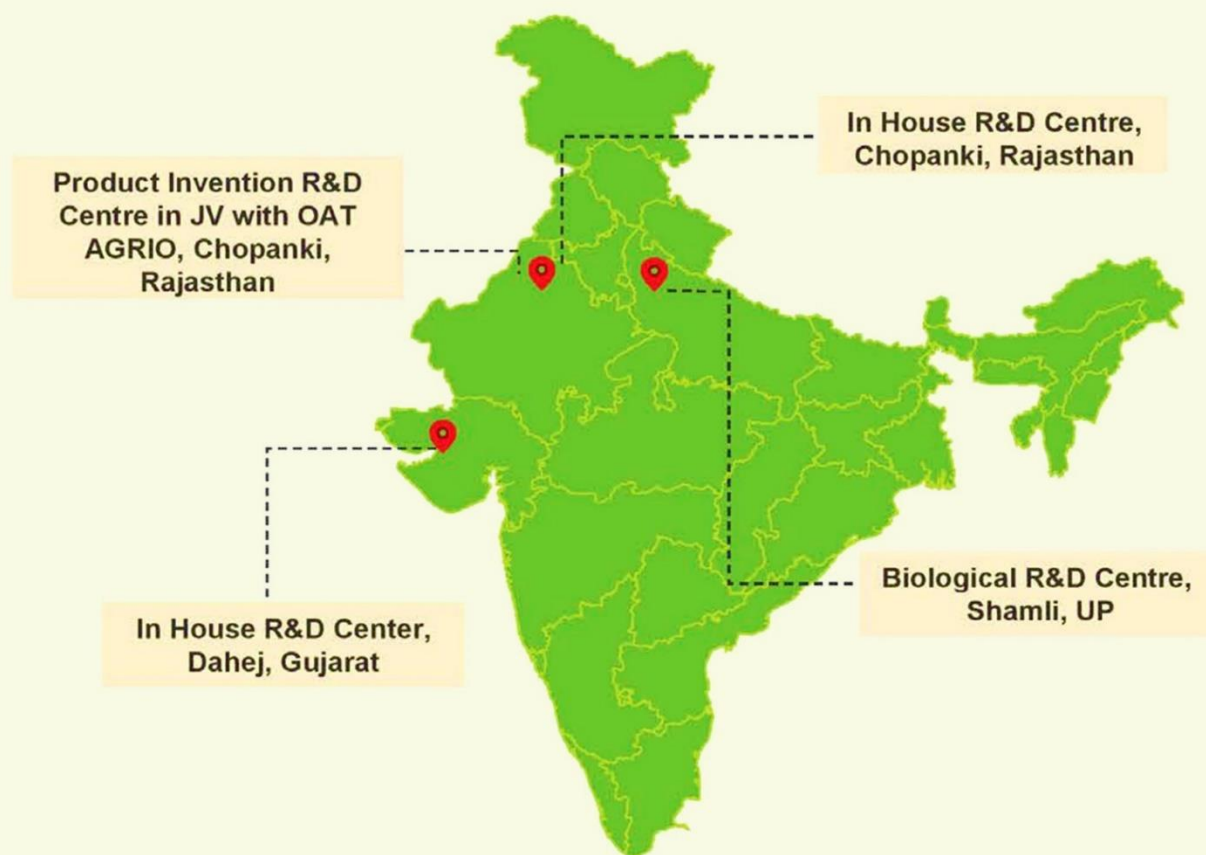 In House R&D Centre,
Chopanki, Rajasthan
Product Invention R&D
Centre in JV with OAT
AGRIO, Chopanki,
Rajasthan
Biological R&D Centre,
Shamli, UP
In House R&D Center,
Dahej, Gujarat